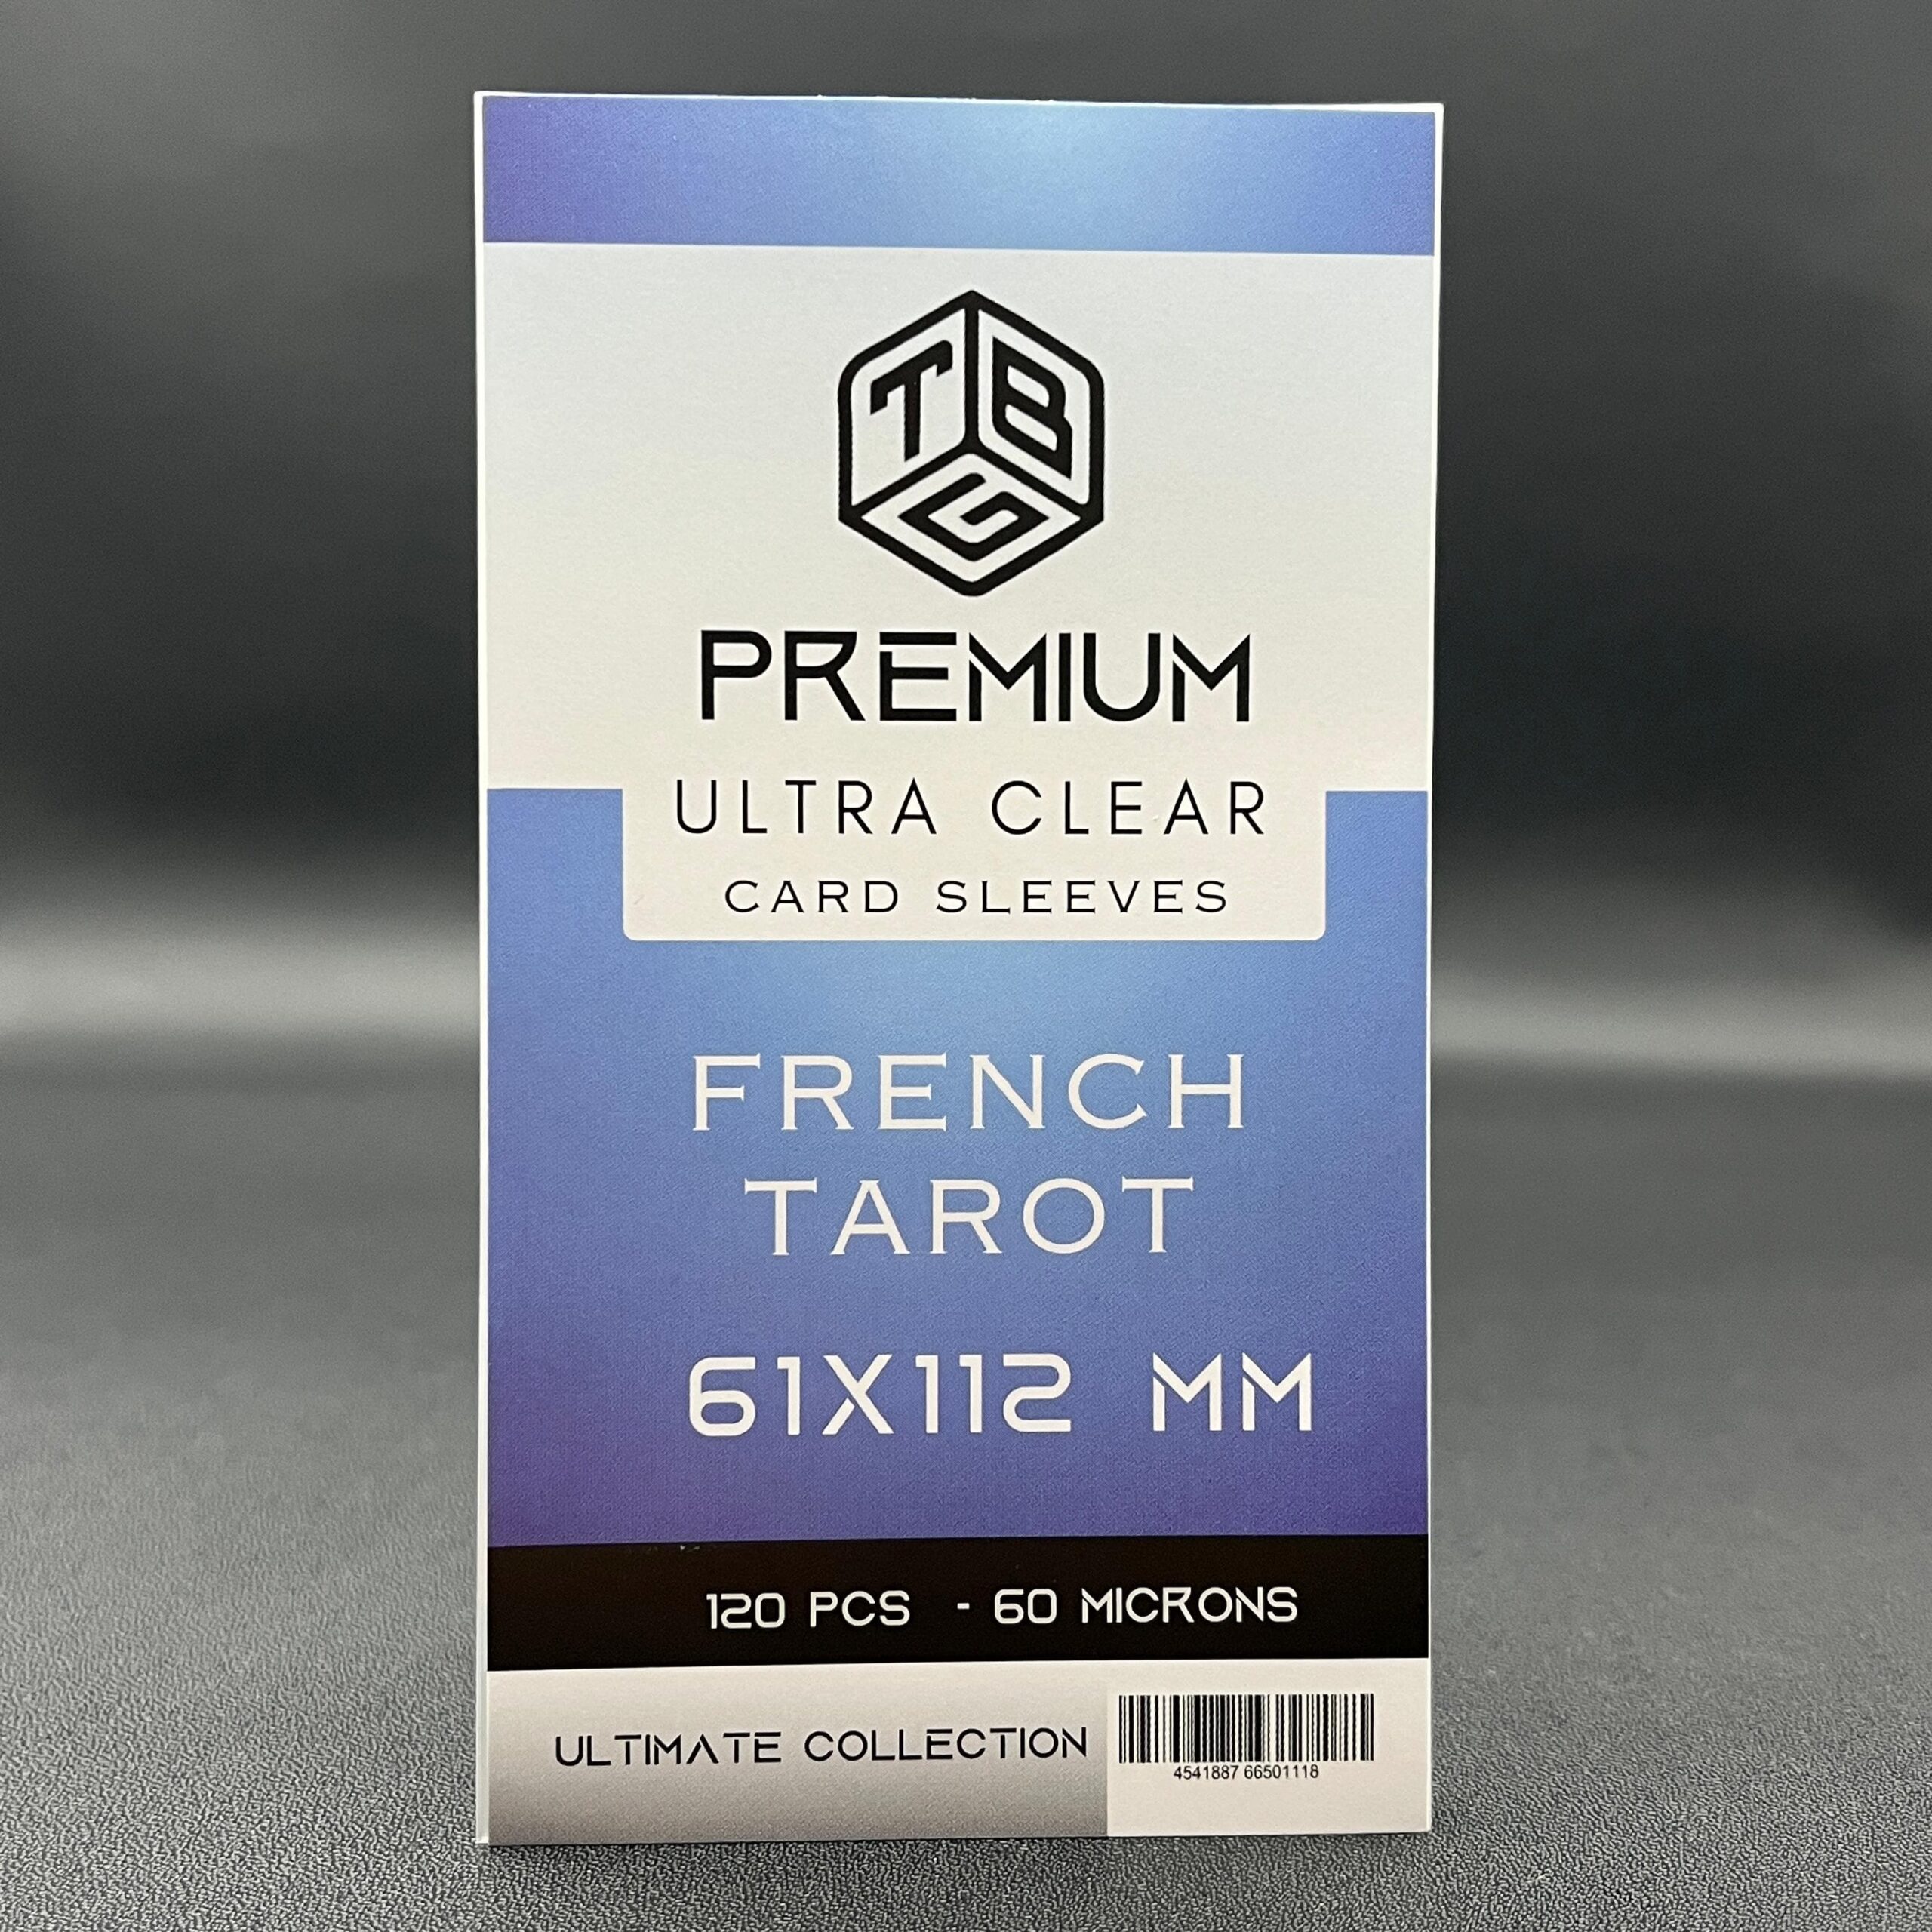 TBG
PREMIUM
ULTRA CLEAR
CARD SLEEVES
FRENCH
TAROT
61X112 MM
120 PCS - 60 MICRONS
ULTIMATE COLLECTION
4541887 66501118